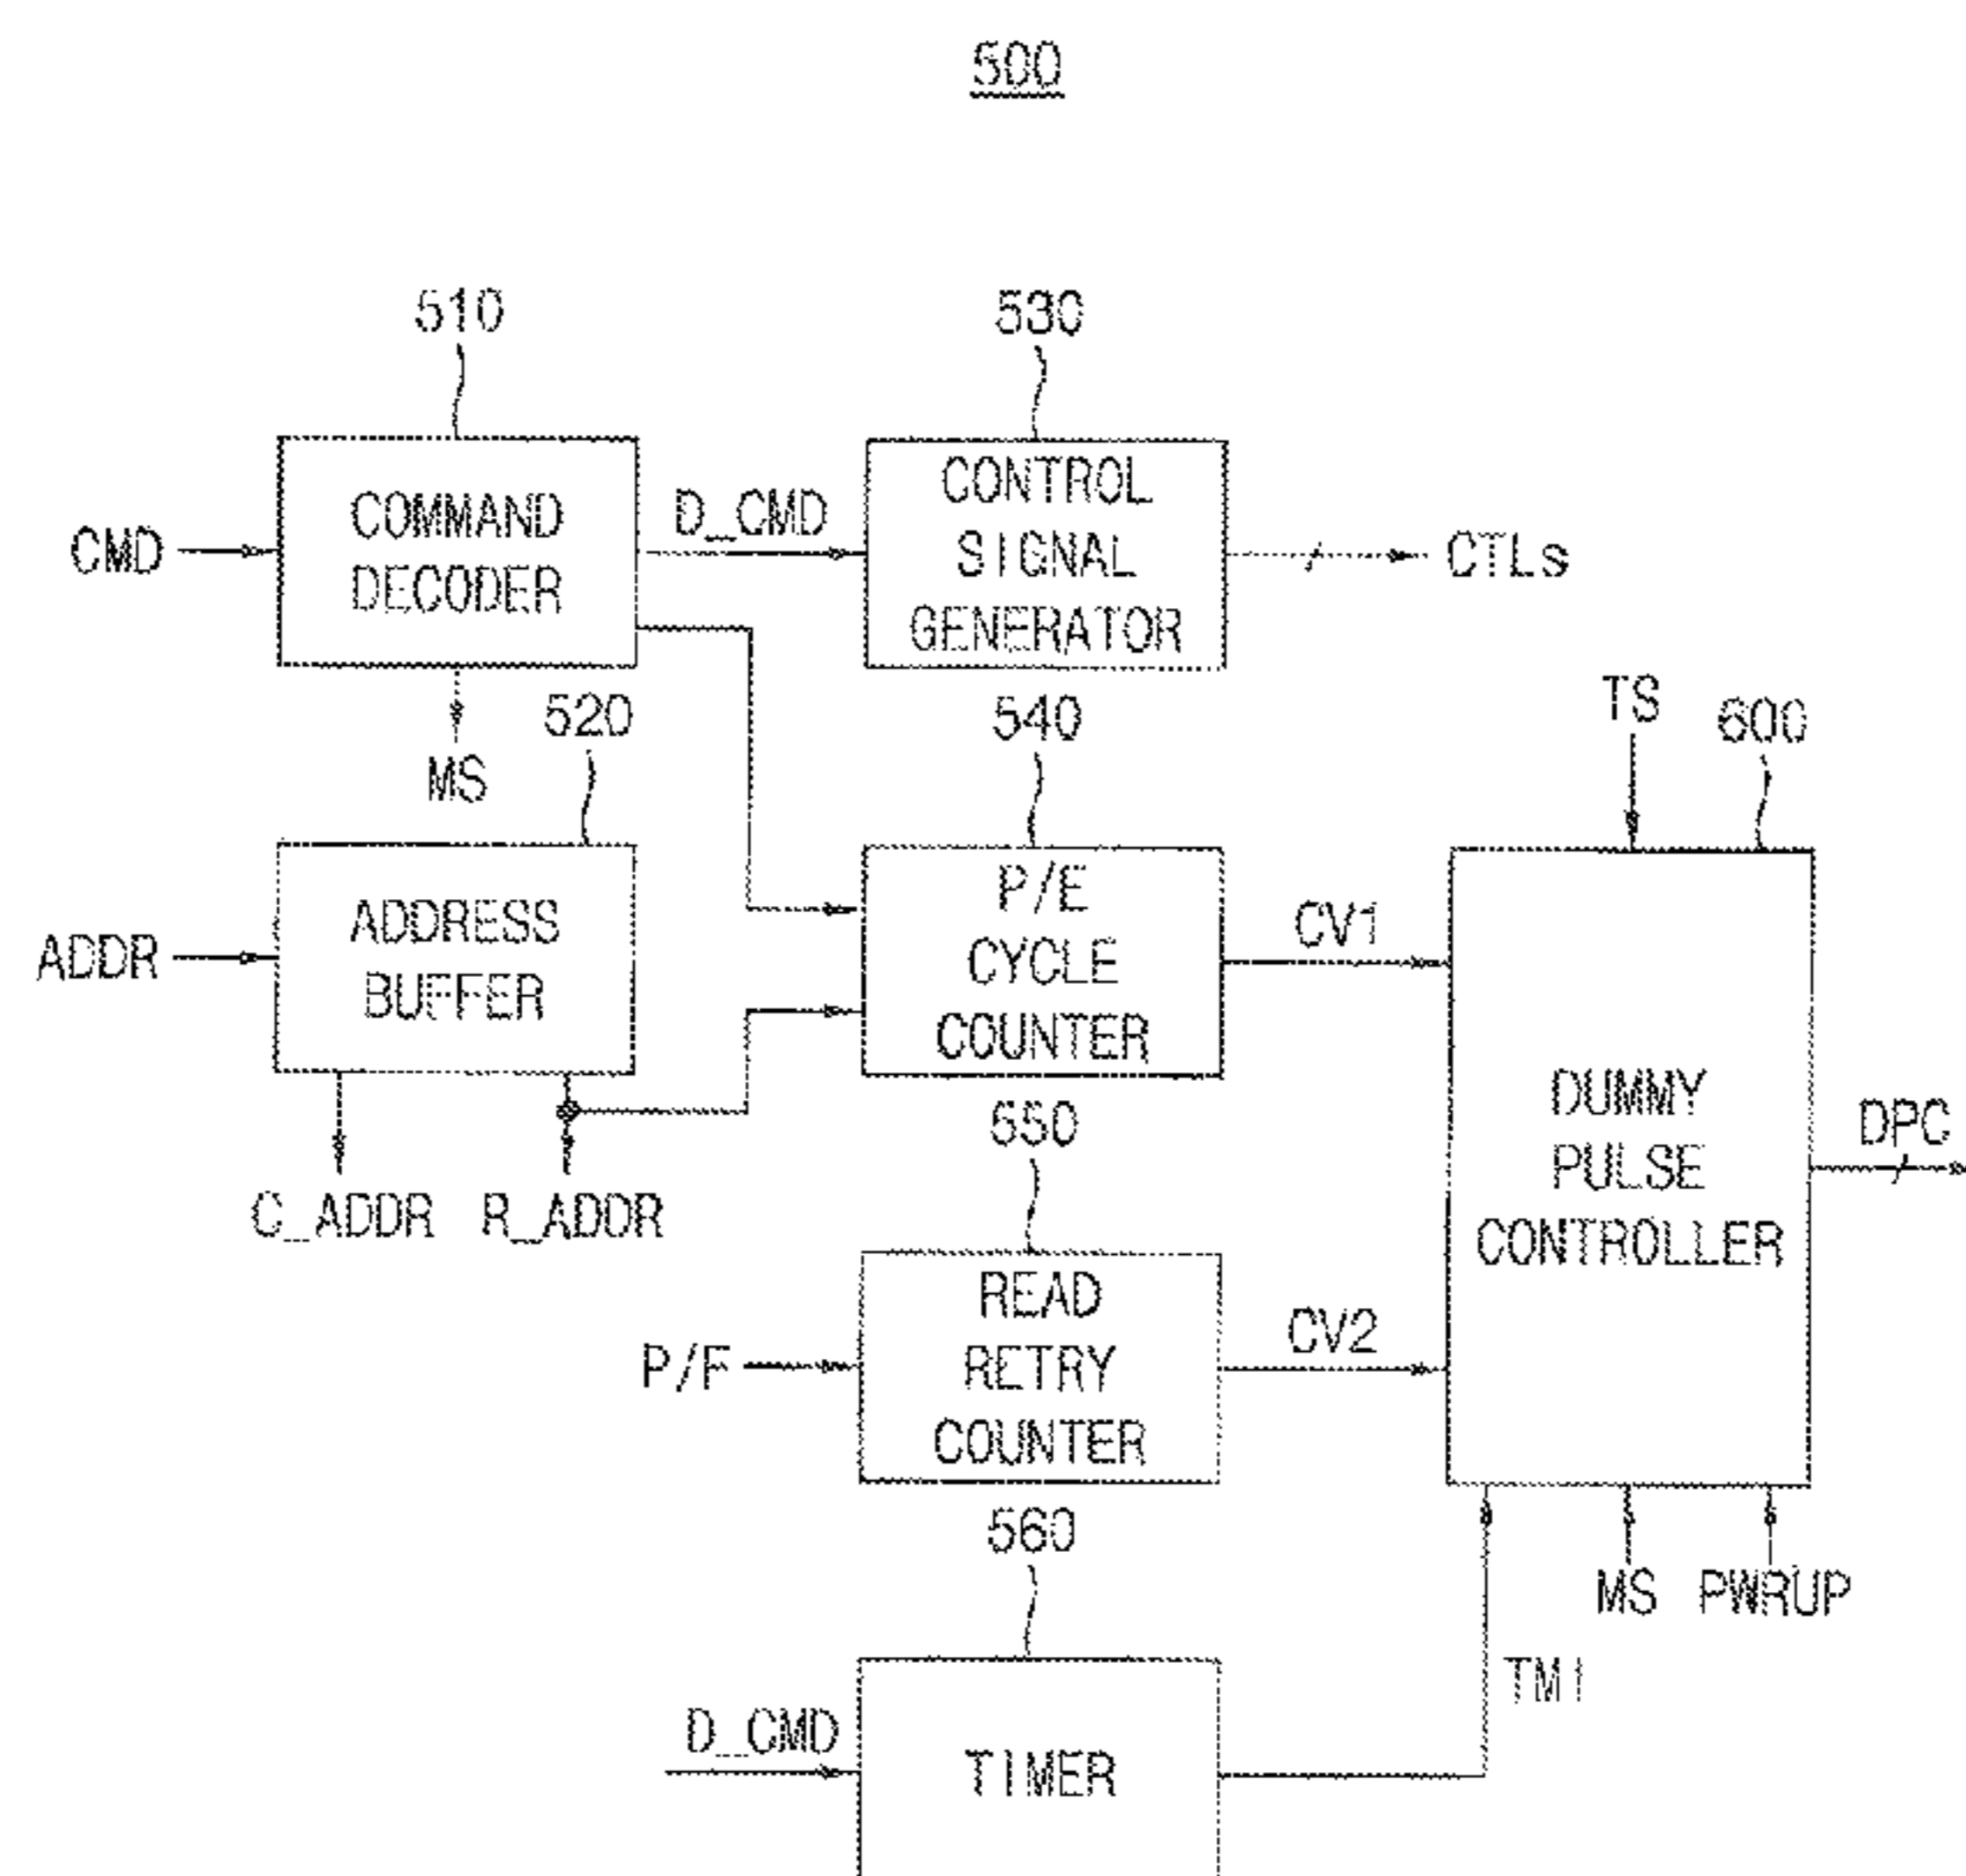 500
510
530
COMMAND
DECODER
CMD
D_CMD
CONTROL
SIGNAL
GENERATOR
CTLs
MS
520
540
TS
600
ADDRESS
BUFFER
ADDR
P/E
CYCLE
COUNTER
CV1
C_ADDR
R_ADDR
550
DUMMY
PULSE
CONTROLLER
DPC
P/F
READ
RETRY
COUNTER
CV2
560
MS
PWRUP
TM1
D_CMD
TIMER